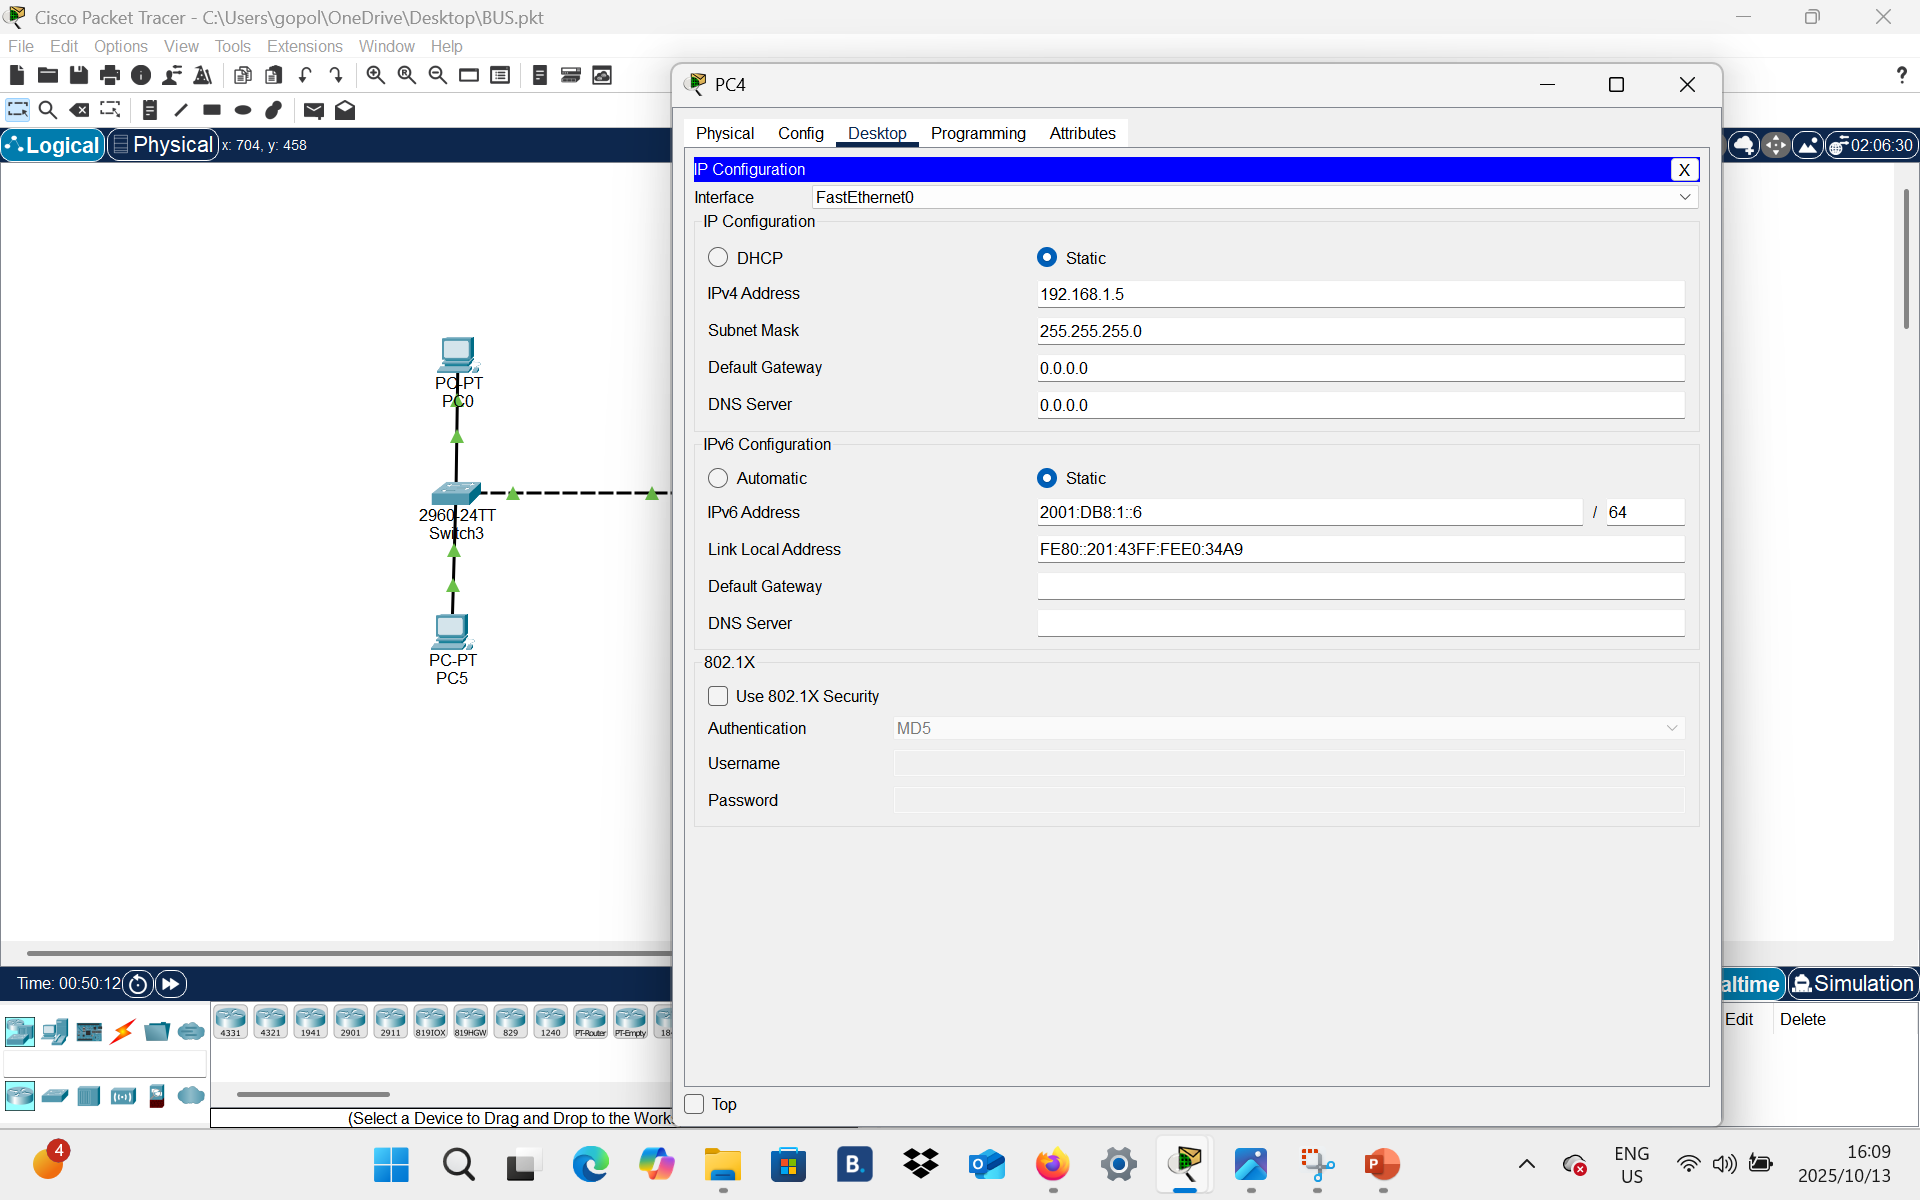 Cisco Packet Tracer - C:\Users\gopol\OneDrive\Desktop\BUS.pkt
File Edit Options View Tools Extensions Window Help
?
Logical Physical x: 704, y: 458
02:06:30
PC-PT
PC0
2960-24TT
Switch3
PC-PT
PC5
PC4
Physical Config Desktop Programming Attributes
IP Configuration X
Interface FastEthernet0
IP Configuration
DHCP Static
IPv4 Address 192.168.1.5
Subnet Mask 255.255.255.0
Default Gateway 0.0.0.0
DNS Server 0.0.0.0
IPv6 Configuration
Automatic Static
IPv6 Address 2001:DB8:1::6 / 64
Link Local Address FE80::201:43FF:FEE0:34A9
Default Gateway
DNS Server
802.1X
Use 802.1X Security
Authentication MD5
Username
Password
Top
Time: 00:50:12
altime Simulation
4331 4321 1941 2901 2911 819IOX 819HGW 829 1240 PT-Router PT-Empty 18
Edit Delete
(Select a Device to Drag and Drop to the Work
4
B.
ENG
US
16:09
2025/10/13